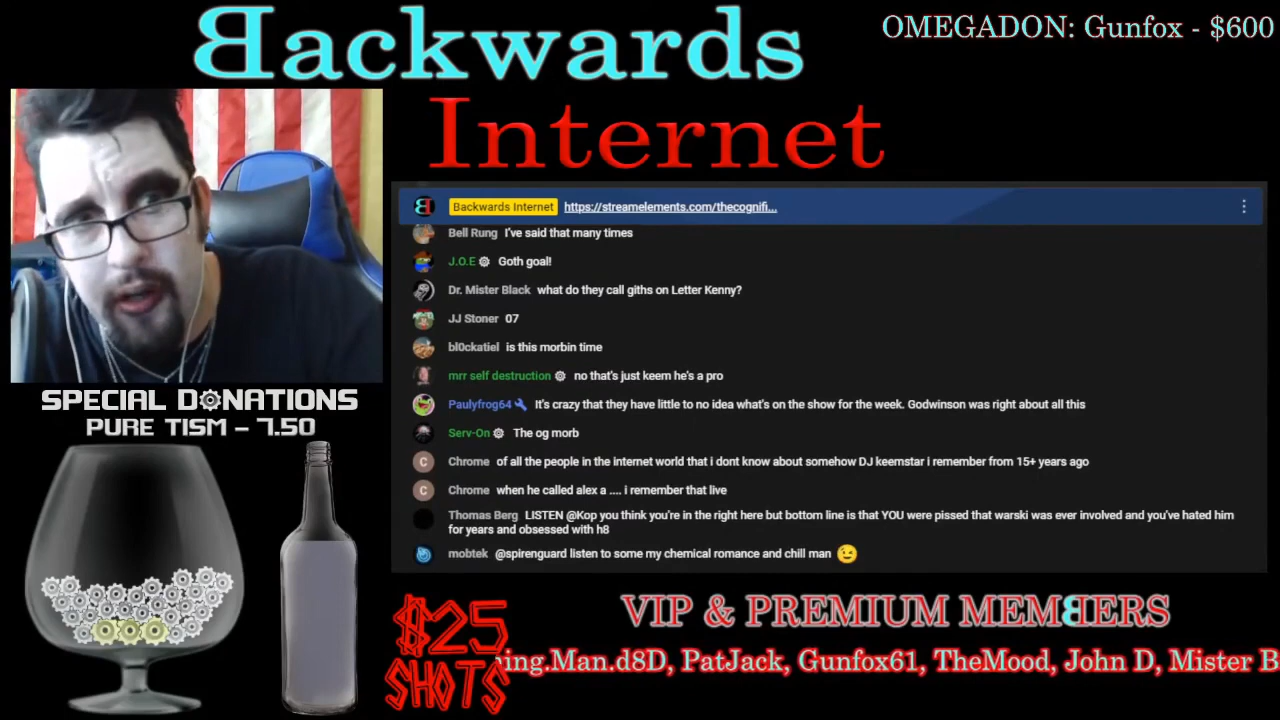 Backwards
Internet
OMEGADON: Gunfox - $600
Backwards Internet https://streamelements.com/thecognifi...
Bell Rung I've said that many times
J.O.E Goth goal!
Dr. Mister Black what do they call giths on Letter Kenny?
JJ Stoner 07
bl0ckatiel is this morbin time
mrr self destruction no that's just keem he's a pro
Paulyfrog64 It's crazy that they have little to no idea what's on the show for the week. Godwinson was right about all this
Serv-On The og morb
C Chrome of all the people in the internet world that i dont know about somehow DJ keemstar i remember from 15+ years ago
C Chrome when he called alex a .... i remember that live
Thomas Berg LISTEN @Kop you think you're in the right here but bottom line is that YOU were pissed that warski was ever involved and you've hated him
for years and obsessed with h8
mobtek @spirenguard listen to some my chemical romance and chill man 😉
SPECIAL DONATIONS
PURE TISM - 7.50
$25
SHOTS
VIP & PREMIUM MEMBERS
ing.Man.d8D, PatJack, Gunfox61, TheMood, John D, Mister B